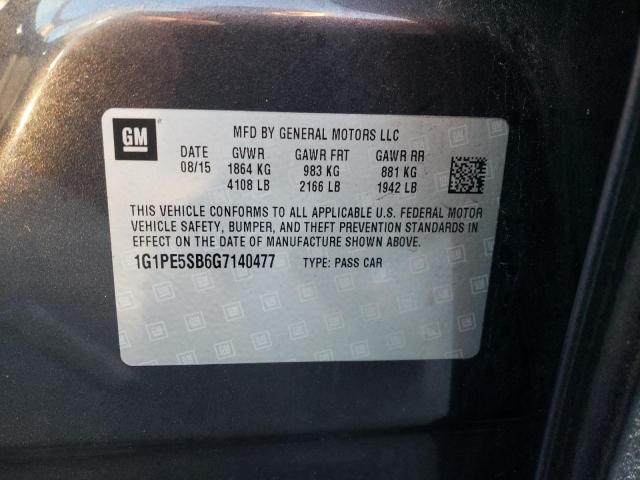 GM
MFD BY GENERAL MOTORS LLC
DATE GVWR GAWR FRT GAWR RR
08/15 1864 KG 983 KG 881 KG
4108 LB 2166 LB 1942 LB
THIS VEHICLE CONFORMS TO ALL APPLICABLE U.S. FEDERAL MOTOR
VEHICLE SAFETY, BUMPER, AND THEFT PREVENTION STANDARDS IN
EFFECT ON THE DATE OF MANUFACTURE SHOWN ABOVE.
1G1PE5SB6G7140477 TYPE: PASS CAR